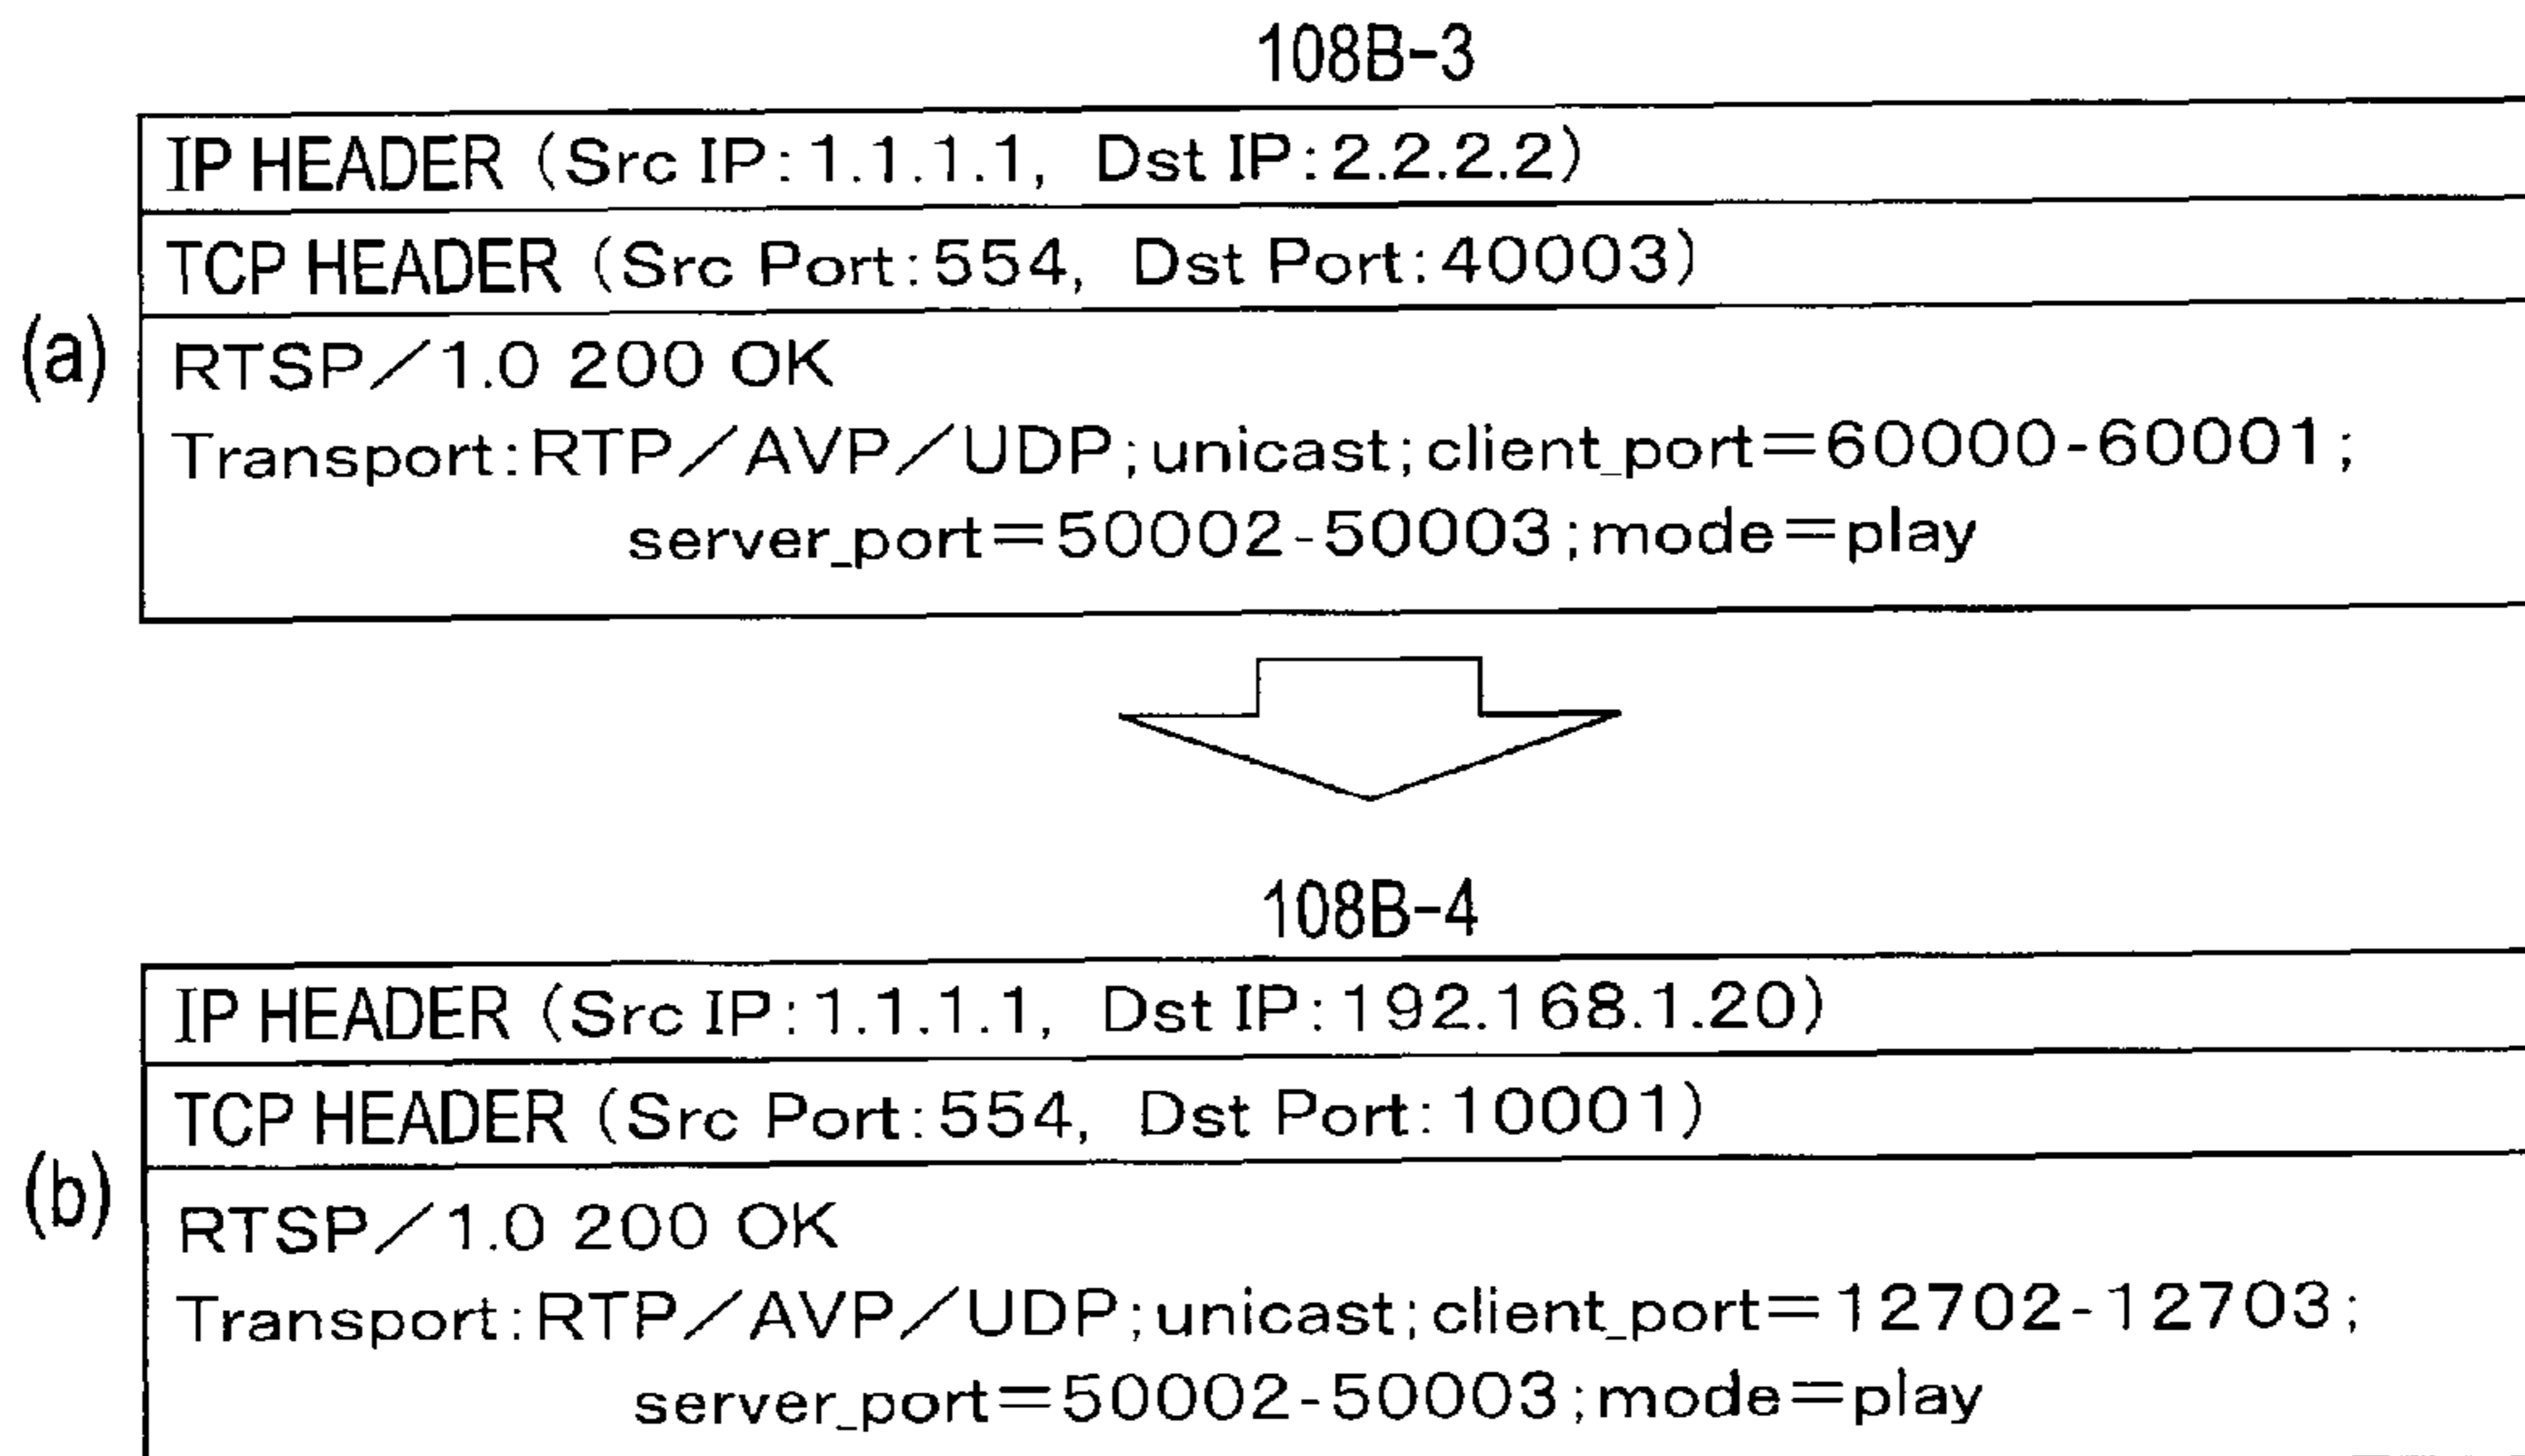 108B-3
IP HEADER (Src IP:1.1.1.1, Dst IP:2.2.2.2)
TCP HEADER (Src Port:554, Dst Port:40003)
(a)
RTSP/1.0 200 OK
Transport:RTP/AVP/UDP;unicast;client_port=60000-60001;
server_port=50002-50003;mode=play
108B-4
IP HEADER (Src IP:1.1.1.1, Dst IP:192.168.1.20)
TCP HEADER (Src Port:554, Dst Port:10001)
(b)
RTSP/1.0 200 OK
Transport:RTP/AVP/UDP;unicast;client_port=12702-12703;
server_port=50002-50003;mode=play